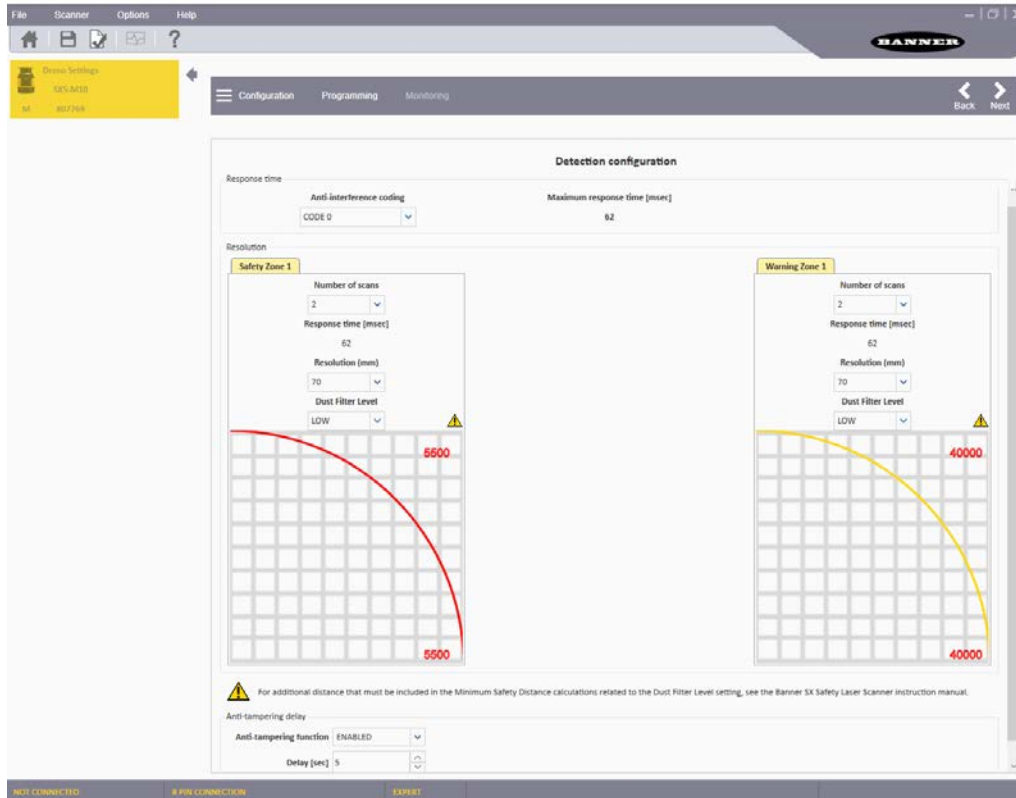 File Scanner Options Help
?
BANNER
Demo Settings
SX5-M10
M 807769
Configuration Programming Monitoring
Back Next
Detection configuration
Response time
Anti-interference coding Maximum response time [msec]
CODE 0 62
Resolution
Safety Zone 1 Warning Zone 1
Number of scans Number of scans
2 2
Response time [msec] Response time [msec]
62 62
Resolution (mm) Resolution (mm)
70 70
Dust Filter Level Dust Filter Level
LOW LOW
5500 40000
5500 40000
For additional distance that must be included in the Minimum Safety Distance calculations related to the Dust Filter Level setting, see the Banner SX Safety Laser Scanner instruction manual.
Anti-tampering delay
Anti-tampering function ENABLED
Delay [sec] 5
NOT CONNECTED 8 PIN CONNECTION EXPERT